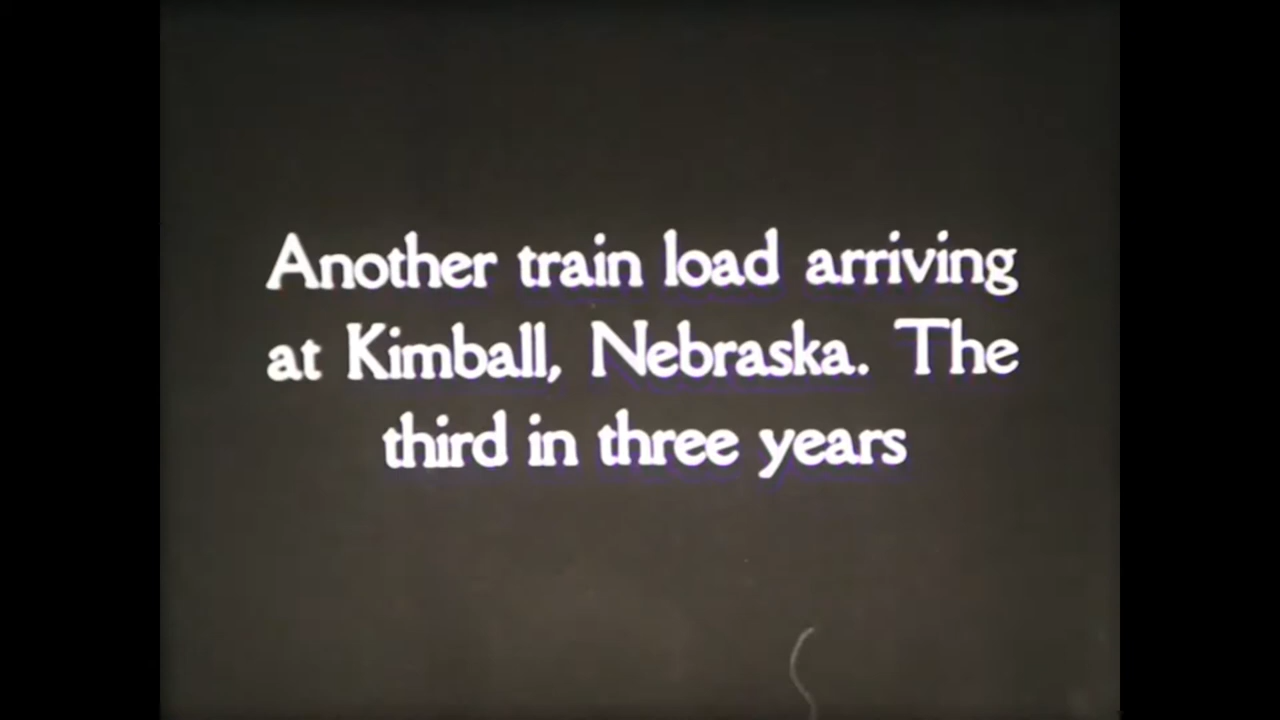 Another train load arriving
at Kimball, Nebraska. The
third in three years